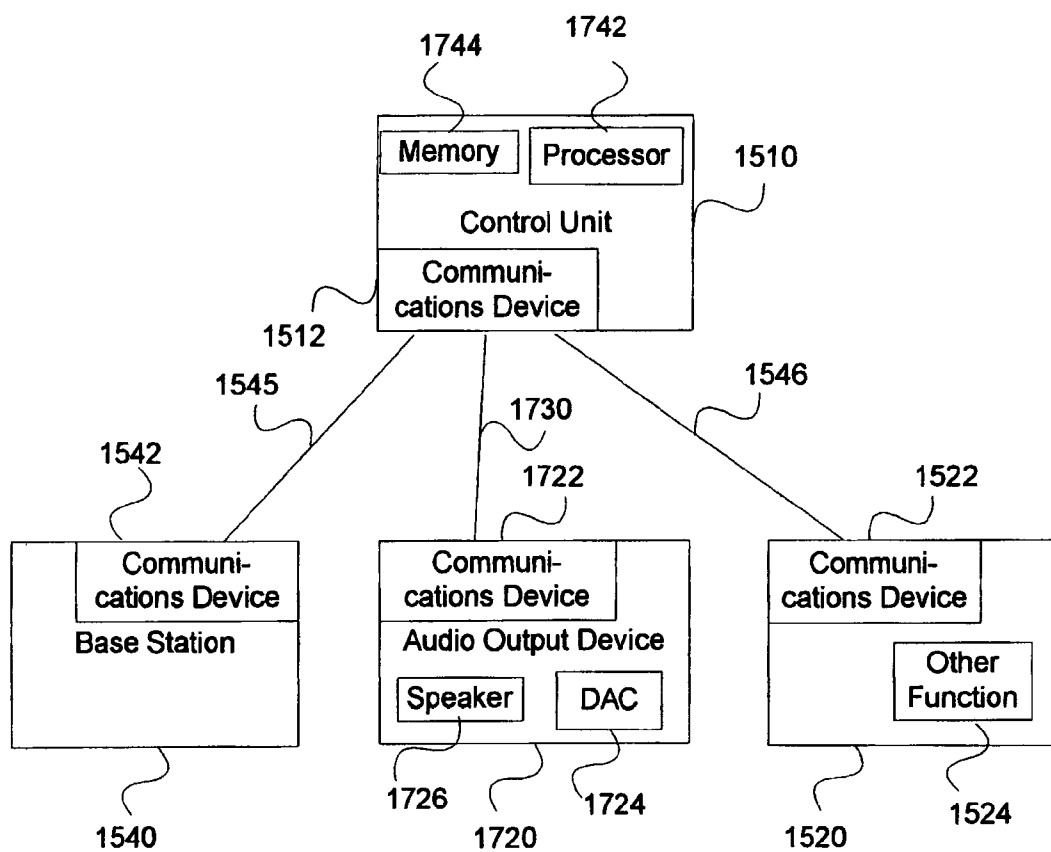 1744
1742
Memory
Processor
1510
Control Unit
Communi-
cations Device
1512
1545
1546
1730
1542
1722
1522
Communi-
cations Device
Base Station
Communi-
cations Device
Audio Output Device
Speaker
DAC
Communi-
cations Device
Other
Function
1540
1726
1720
1724
1520
1524